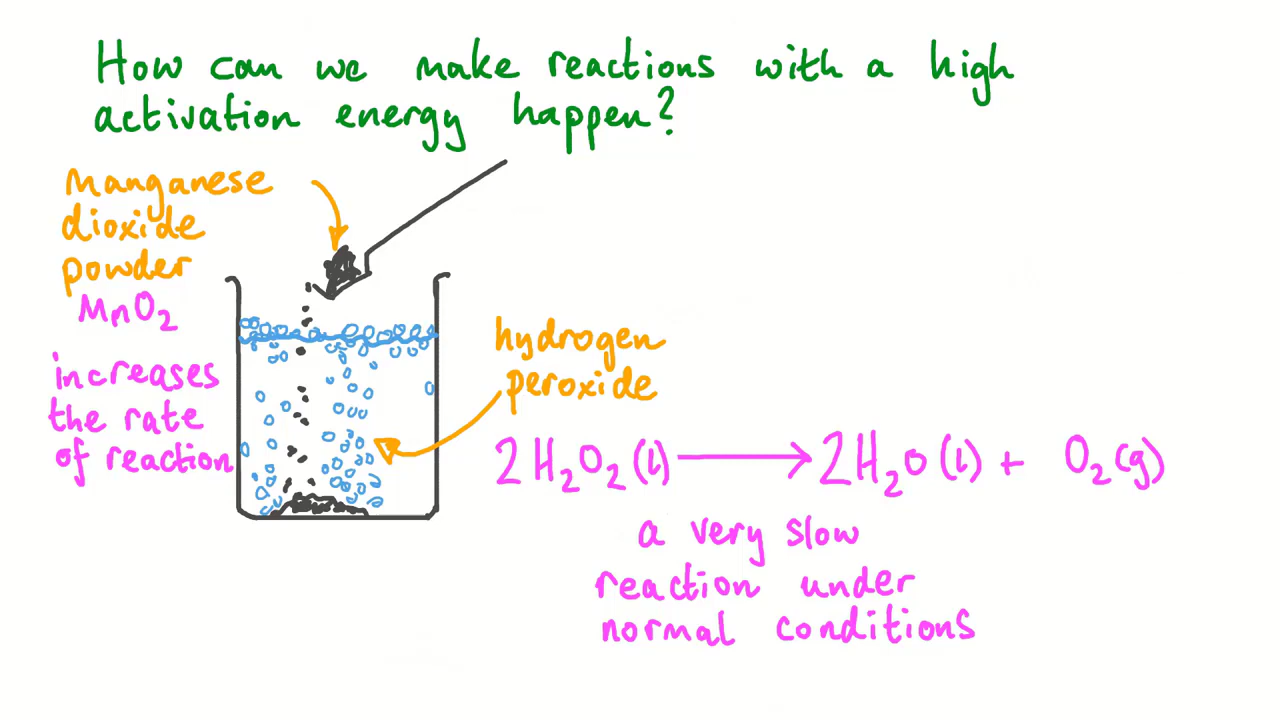 How can we make reactions with a high
activation energy happen?
manganese
dioxide
powder
MnO₂
increases
the rate
of reaction
hydrogen
peroxide
2H₂O₂(l) → 2H₂O(l) + O₂(g)
a very slow
reaction under
normal conditions